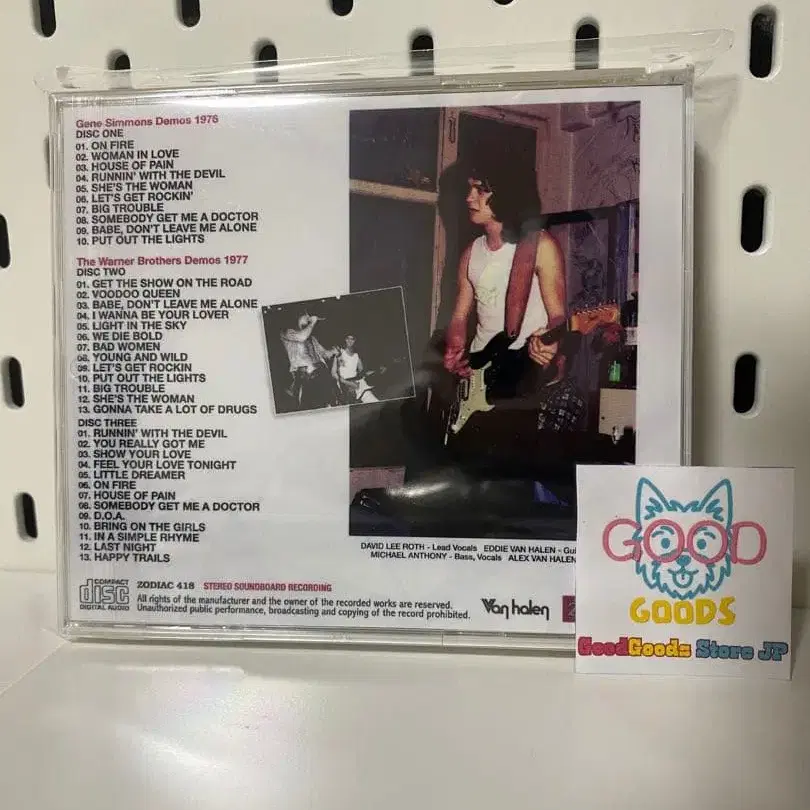 Gene Simmons Demos 1976
DISC ONE
01. ON FIRE
02. WOMAN IN LOVE
03. HOUSE OF PAIN
04. RUNNIN' WITH THE DEVIL
05. SHE'S THE WOMAN
06. LET'S GET ROCKIN'
07. BIG TROUBLE
08. SOMEBODY GET ME A DOCTOR
09. BABE, DON'T LEAVE ME ALONE
10. PUT OUT THE LIGHTS
The Warner Brothers Demos 1977
DISC TWO
01. GET THE SHOW ON THE ROAD
02. VOODOO QUEEN
03. BABE, DON'T LEAVE ME ALONE
04. I WANNA BE YOUR LOVER
05. LIGHT IN THE SKY
06. WE DIE BOLD
07. BAD WOMEN
08. YOUNG AND WILD
09. LET'S GET ROCKIN
10. PUT OUT THE LIGHTS
11. BIG TROUBLE
12. SHE'S THE WOMAN
13. GONNA TAKE A LOT OF DRUGS
DISC THREE
01. RUNNIN' WITH THE DEVIL
02. YOU REALLY GOT ME
03. SHOW YOUR LOVE
04. FEEL YOUR LOVE TONIGHT
05. LITTLE DREAMER
06. ON FIRE
07. HOUSE OF PAIN
08. SOMEBODY GET ME A DOCTOR
09. D.O.A.
10. BRING ON THE GIRLS
11. IN A SIMPLE RHYME
12. LAST NIGHT
13. HAPPY TRAILS
DAVID LEE ROTH - Lead Vocals EDDIE VAN HALEN - Gui
MICHAEL ANTHONY - Bass, Vocals ALEX VAN HALEN
COMPACT
disc
DIGITAL AUDIO
ZODIAC 418 STEREO SOUNDBOARD RECORDING
All rights of the manufacturer and the owner of the recorded works are reserved.
Unauthorized public performance, broadcasting and copying of the record prohibited.
Van halen
GOOD
GOODS
GoodGoods Store JP